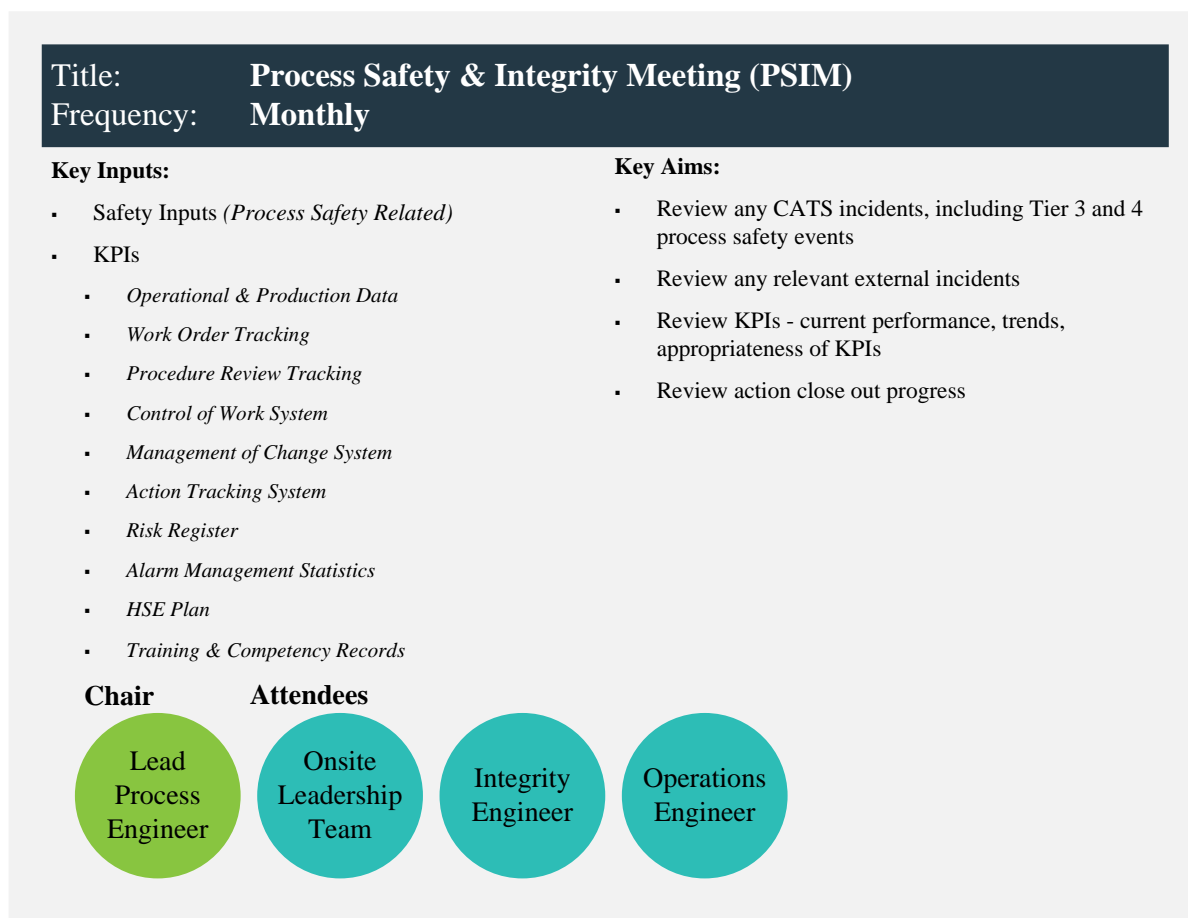 Title: Process Safety & Integrity Meeting (PSIM)
Frequency: Monthly
Key Inputs:
▪ Safety Inputs (Process Safety Related)
▪ KPIs
▪ Operational & Production Data
▪ Work Order Tracking
▪ Procedure Review Tracking
▪ Control of Work System
▪ Management of Change System
▪ Action Tracking System
▪ Risk Register
▪ Alarm Management Statistics
▪ HSE Plan
▪ Training & Competency Records
Key Aims:
▪ Review any CATS incidents, including Tier 3 and 4
process safety events
▪ Review any relevant external incidents
▪ Review KPIs - current performance, trends,
appropriateness of KPIs
▪ Review action close out progress
Chair
Lead
Process
Engineer
Attendees
Onsite
Leadership
Team
Integrity
Engineer
Operations
Engineer